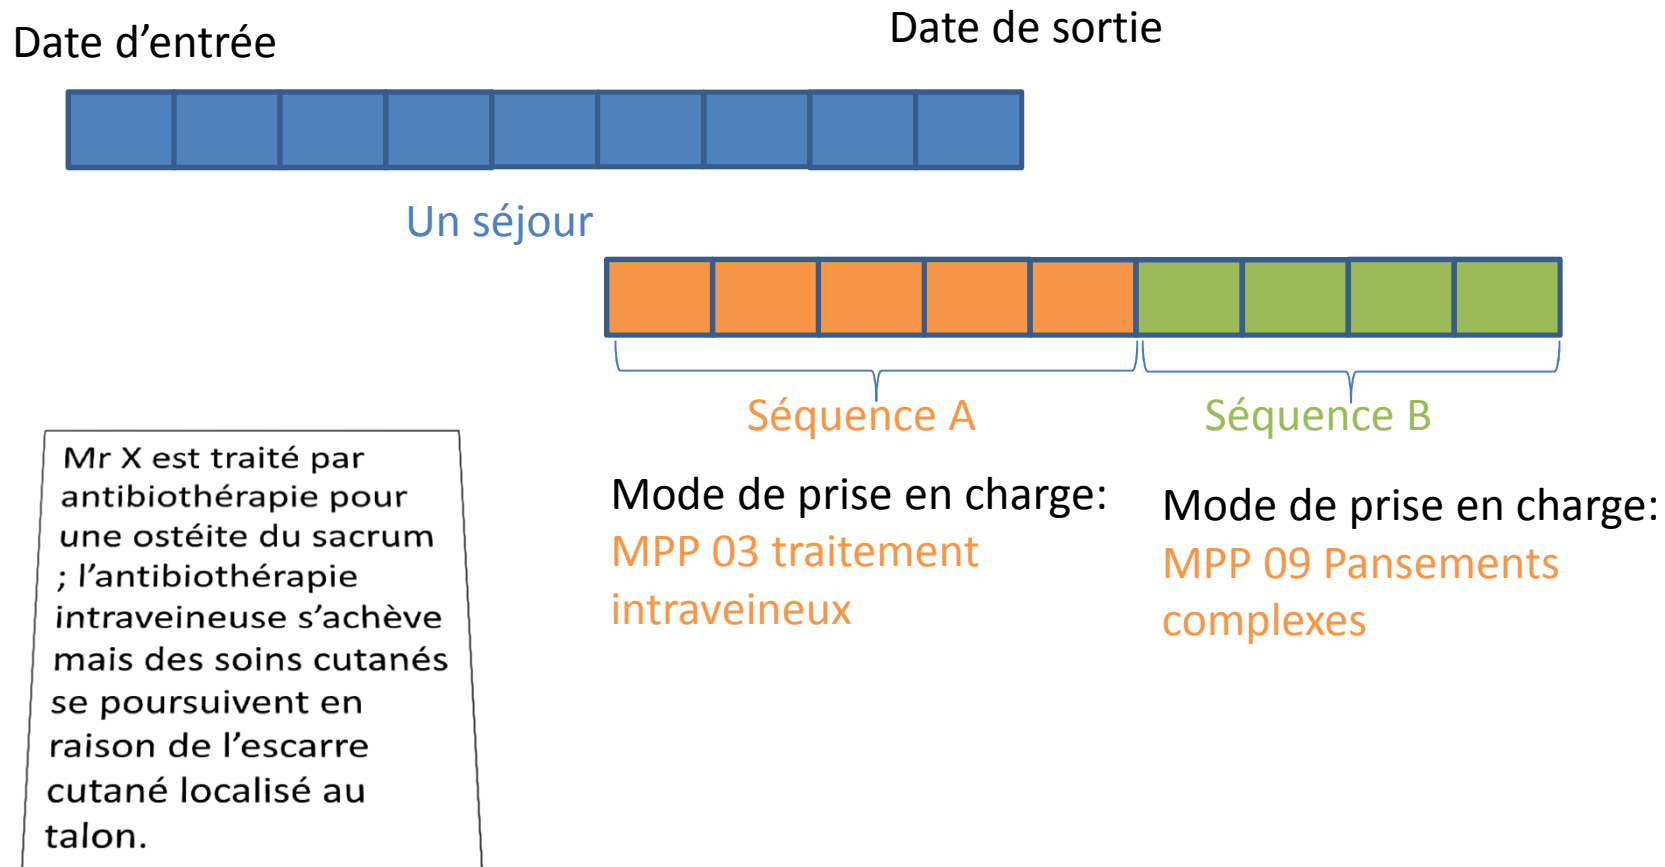 Date d’entrée
Date de sortie
Un séjour
Séquence A
Séquence B
Mr X est traité par
antibiothérapie pour
une ostéite du sacrum
; l’antibiothérapie
intraveineuse s’achève
mais des soins cutanés
se poursuivent en
raison de l’escarre
cutané localisé au
talon.
Mode de prise en charge:
MPP 03 traitement
intraveineux
Mode de prise en charge:
MPP 09 Pansements
complexes